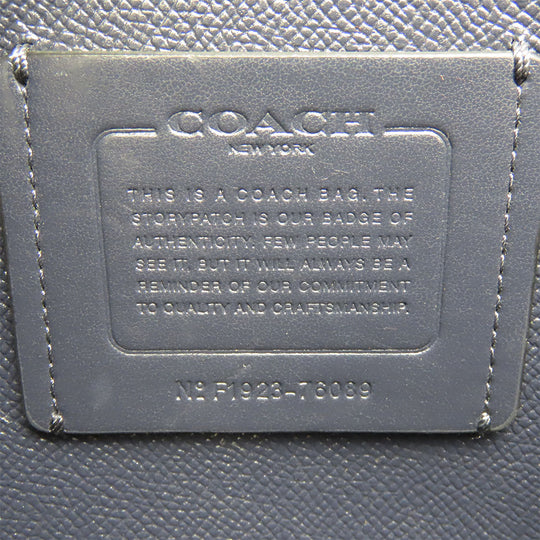 COACH
NEW YORK
THIS IS A COACH BAG. THE
STORYPATCH IS OUR BADGE OF
AUTHENTICITY. FEW PEOPLE MAY
SEE IT, BUT IT WILL ALWAYS BE A
REMINDER OF OUR COMMITMENT
TO QUALITY AND CRAFTSMANSHIP.
No F1923-76089